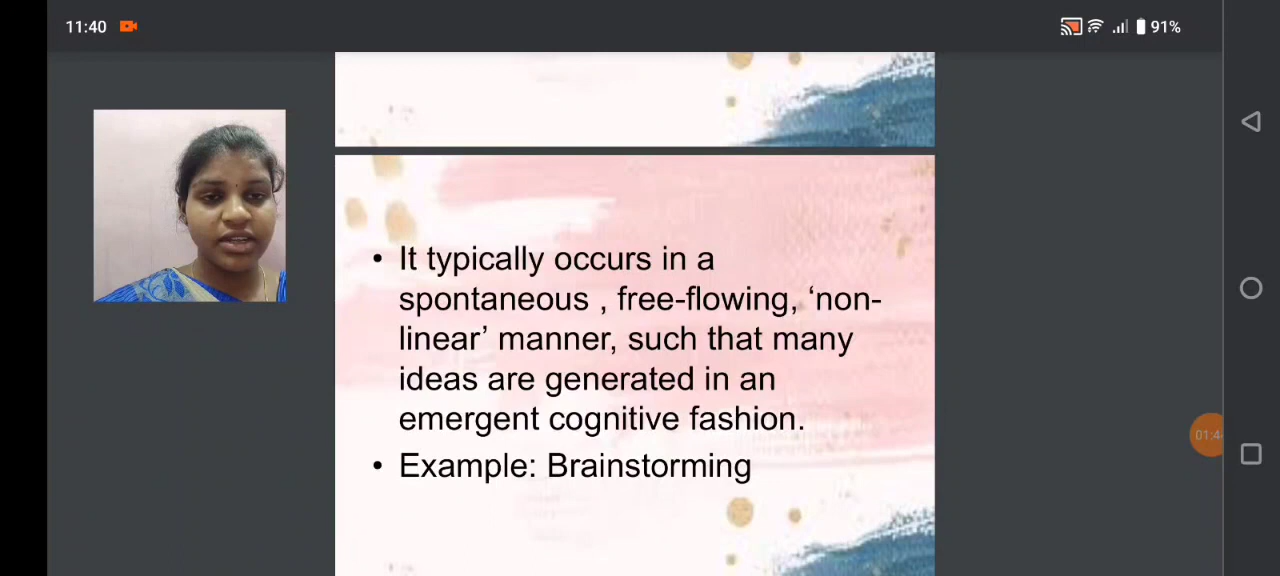 11:40
91%
• It typically occurs in a
spontaneous , free-flowing, ‘non-
linear’ manner, such that many
ideas are generated in an
emergent cognitive fashion.
• Example: Brainstorming